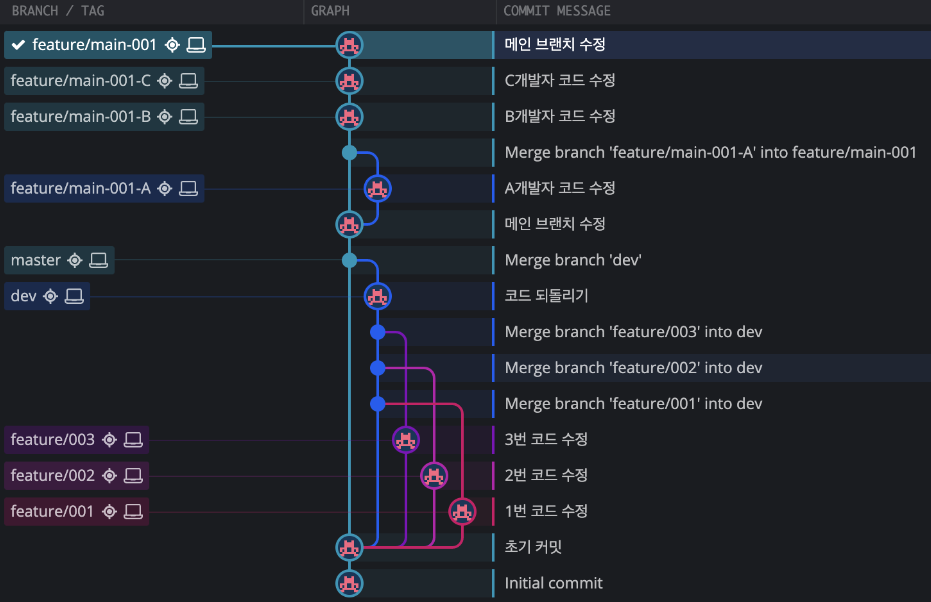 BRANCH / TAG GRAPH COMMIT MESSAGE
feature/main-001 메인 브랜치 수정
feature/main-001-C C개발자 코드 수정
feature/main-001-B B개발자 코드 수정
Merge branch 'feature/main-001-A' into feature/main-001
feature/main-001-A A개발자 코드 수정
메인 브랜치 수정
master Merge branch 'dev'
dev 코드 되돌리기
Merge branch 'feature/003' into dev
Merge branch 'feature/002' into dev
Merge branch 'feature/001' into dev
feature/003 3번 코드 수정
feature/002 2번 코드 수정
feature/001 1번 코드 수정
초기 커밋
Initial commit